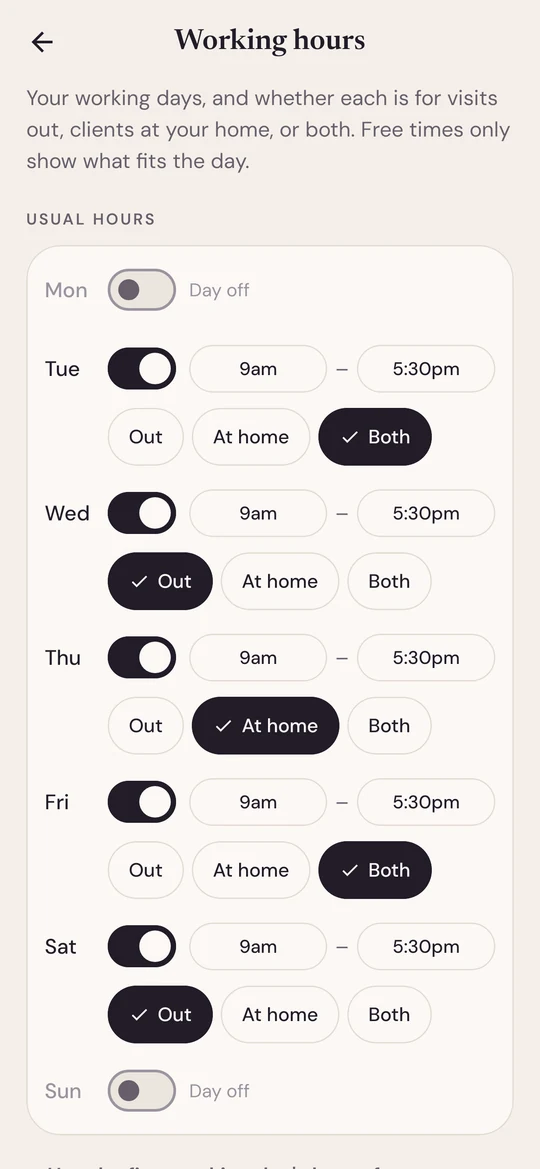 Working hours
Your working days, and whether each is for visits
out, clients at your home, or both. Free times only
show what fits the day.
USUAL HOURS
Mon Day off
Tue 9am – 5:30pm
Out At home Both
Wed 9am – 5:30pm
Out At home Both
Thu 9am – 5:30pm
Out At home Both
Fri 9am – 5:30pm
Out At home Both
Sat 9am – 5:30pm
Out At home Both
Sun Day off